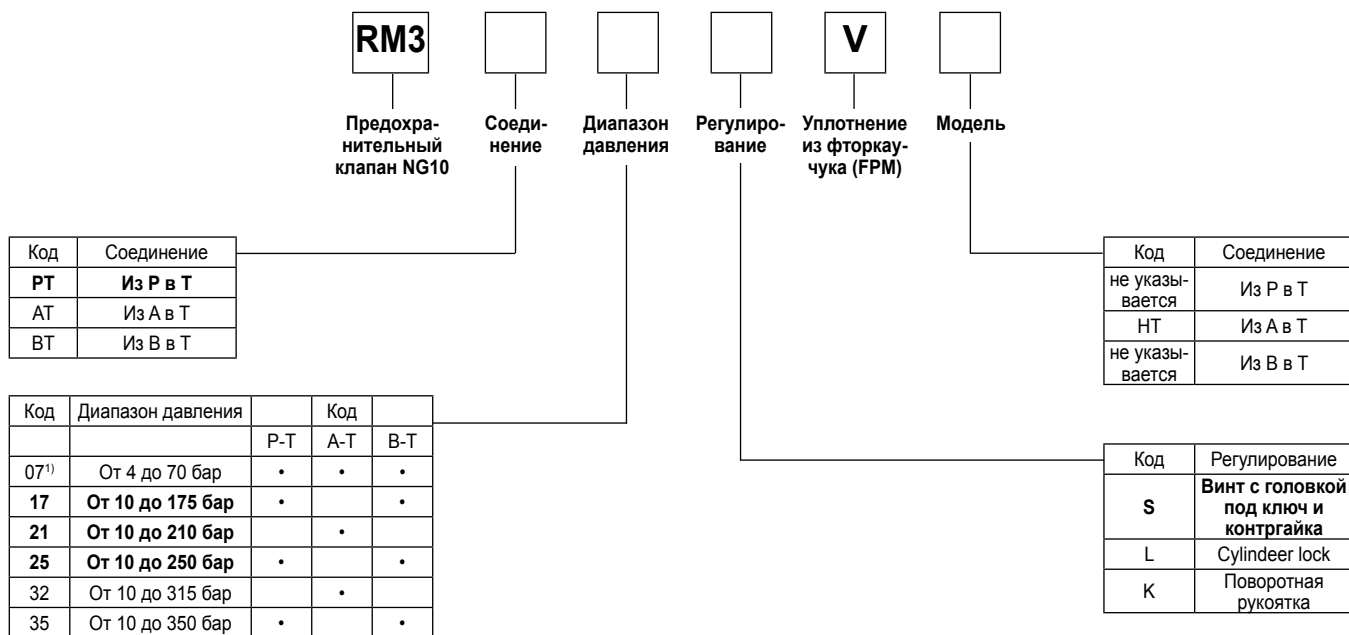 RM3 V
Предохра-
нительный
клапан NG10
Соеди-
нение
Диапазон
давления
Регулиро-
вание
Уплотнение
из фторкау-
чука (FPM)
Модель
Код Соединение
PT Из P в T
AT Из A в T
BT Из B в T
Код Соединение
не указы-
вается
Из P в T
HT Из A в T
не указы-
вается
Из B в T
Код Диапазон давления Код
P-T A-T B-T
07¹⁾ От 4 до 70 бар • • •
17 От 10 до 175 бар • •
21 От 10 до 210 бар •
25 От 10 до 250 бар • •
32 От 10 до 315 бар •
35 От 10 до 350 бар • •
Код Регулирование
S Винт с головкой
под ключ и
контргайка
L Cylindeer lock
K Поворотная
рукоятка